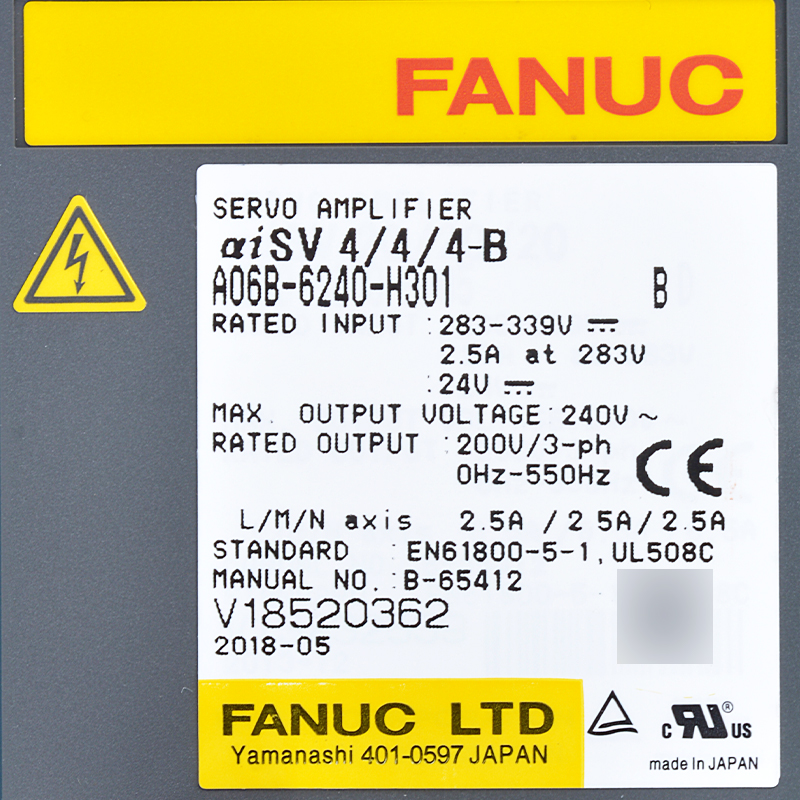 FANUC
SERVO AMPLIFIER
αiSV 4/4/4-B
A06B-6240-H301 B
RATED INPUT :283-339V ⎓
2.5A at 283V
:24V ⎓
MAX. OUTPUT VOLTAGE:240V ~
RATED OUTPUT :200V/3-ph
0Hz-550Hz
CE
L/M/N axis 2.5A /2 5A/2.5A
STANDARD :EN61800-5-1,UL508C
MANUAL NO.:B-65412
V18520362
2018-05
FANUC LTD
Yamanashi 401-0597 JAPAN
c RU ® US
made In JAPAN